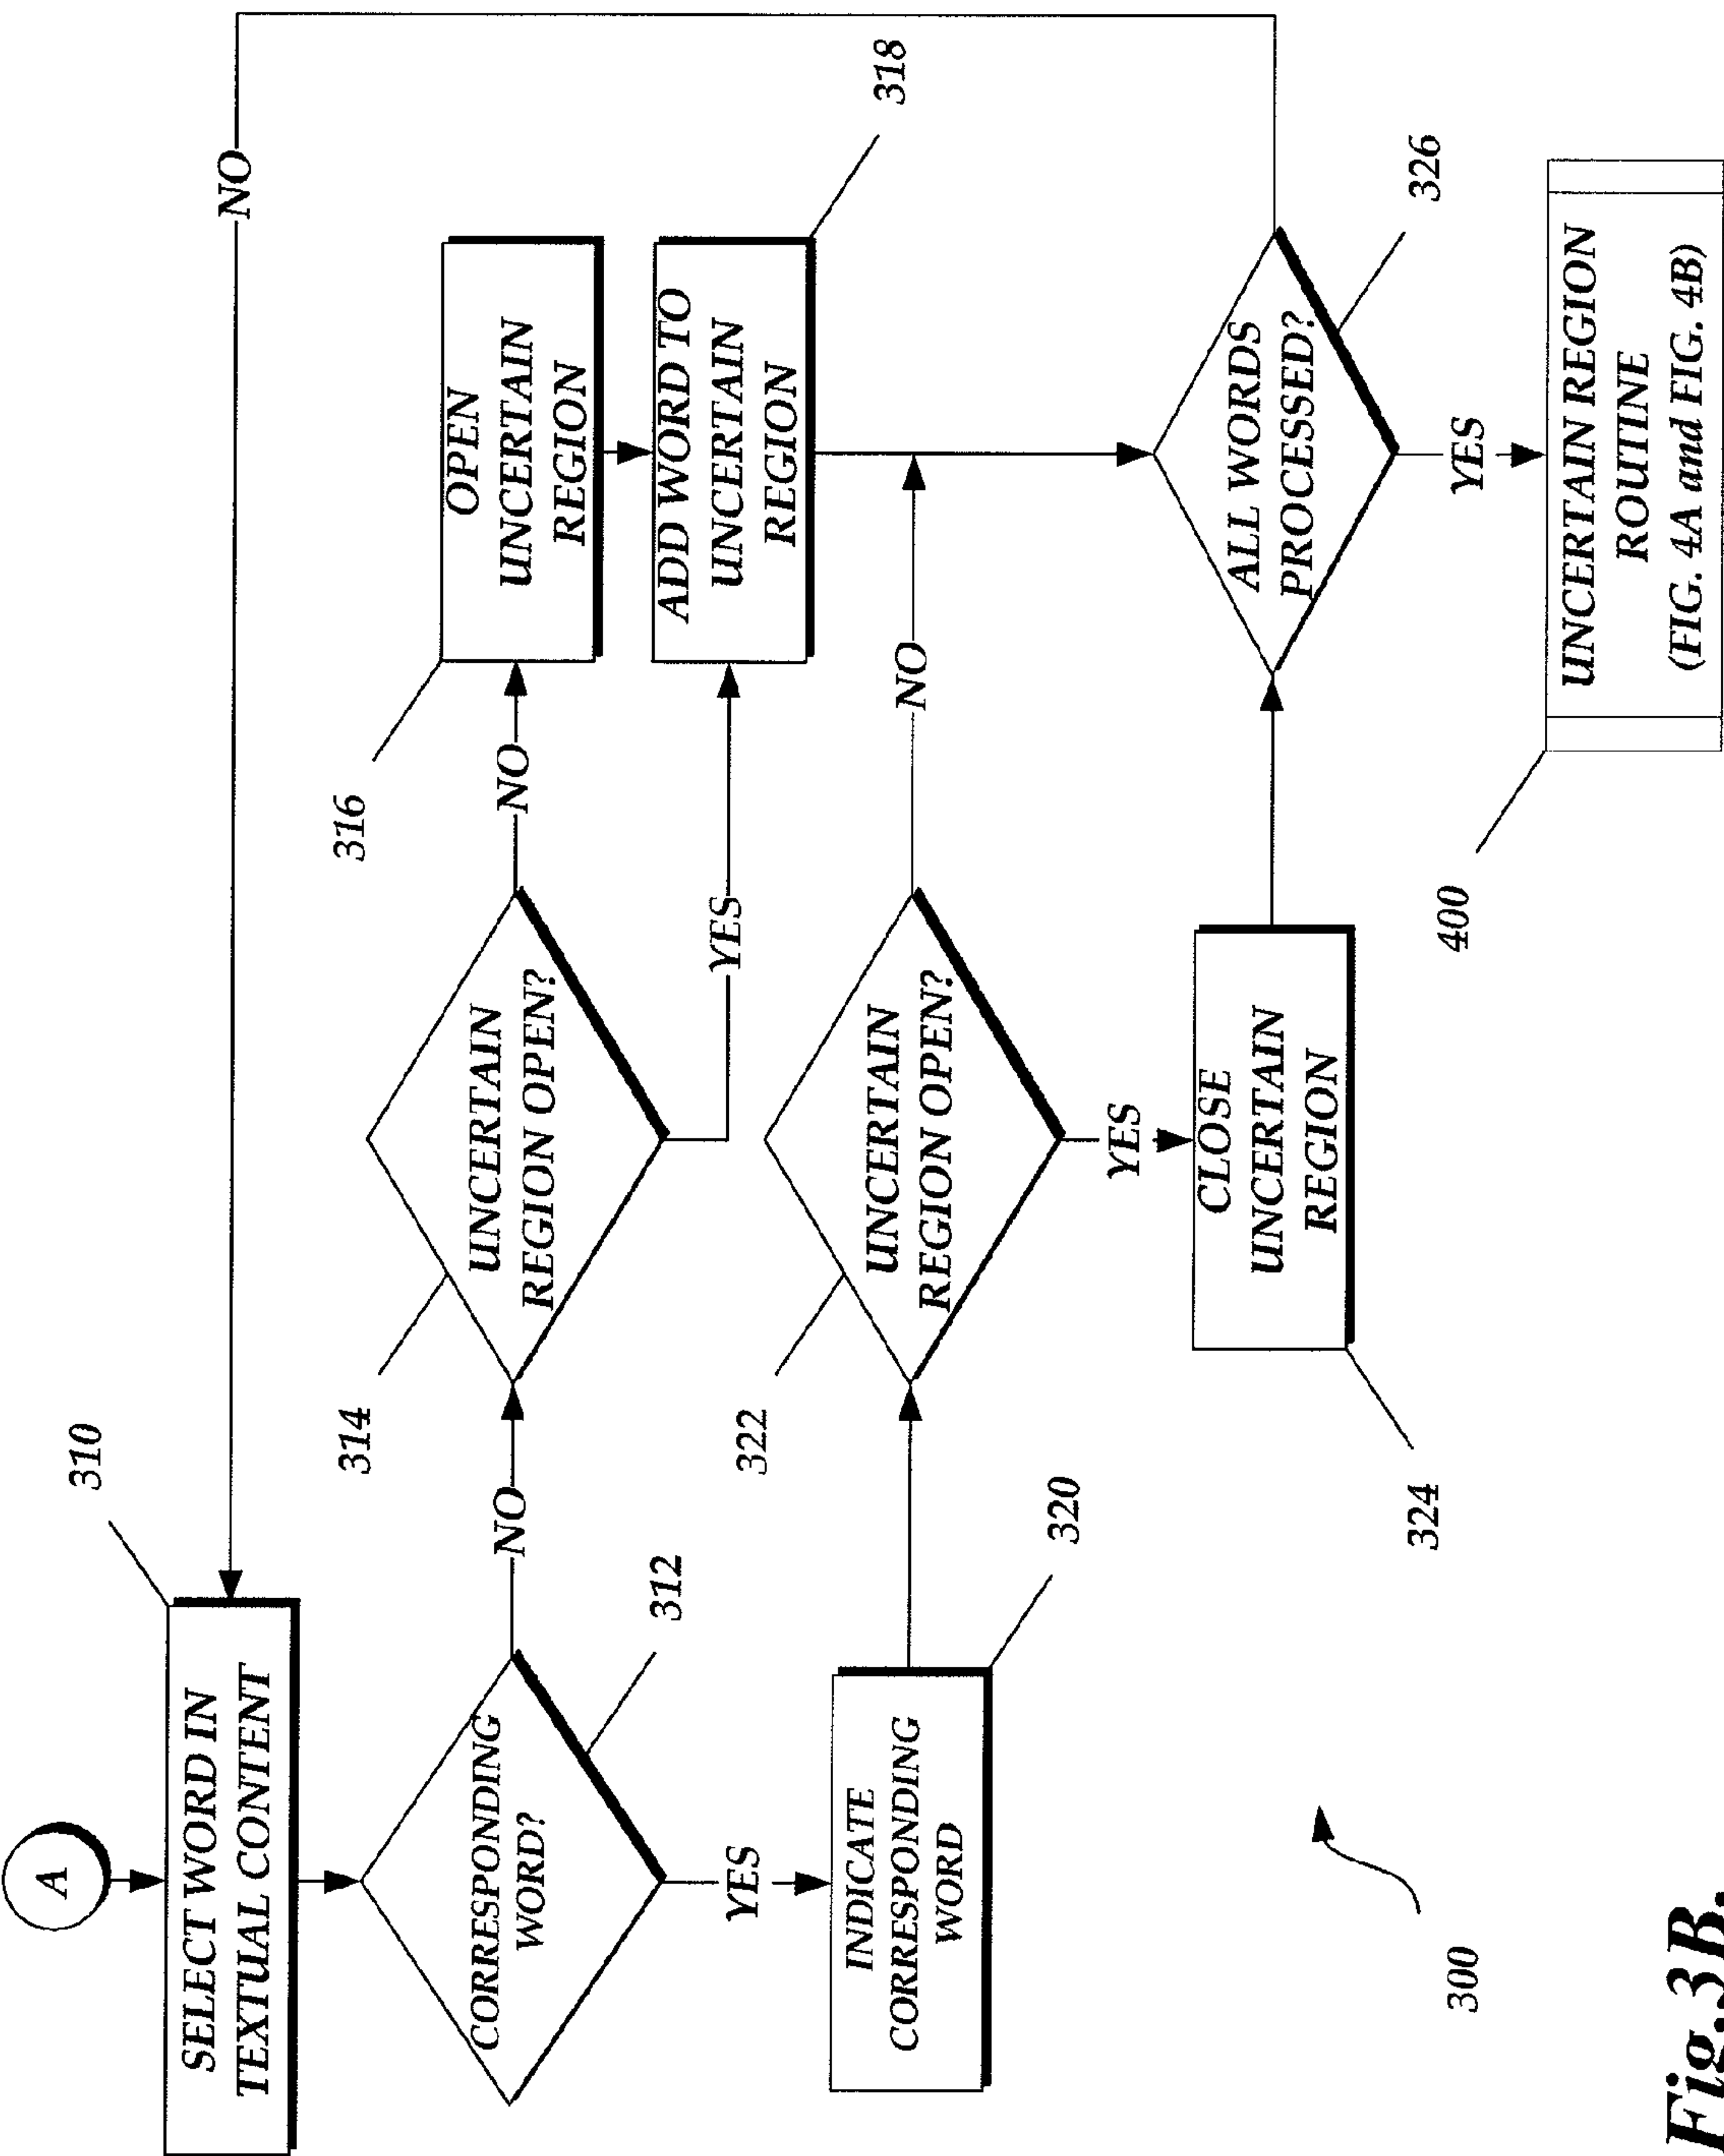 A
310
SELECT WORD IN
TEXTUAL CONTENT
NO
CORRESPONDING
WORD?
312
NO
314
UNCERTAIN
REGION OPEN?
NO
316
OPEN
UNCERTAIN
REGION
YES
ADD WORD TO
UNCERTAIN
REGION
318
YES
INDICATE
CORRESPONDING
WORD
320
322
UNCERTAIN
REGION OPEN?
NO
YES
CLOSE
UNCERTAIN
REGION
324
ALL WORDS
PROCESSED?
326
YES
400
UNCERTAIN REGION
ROUTINE
(FIG. 4A and FIG. 4B)
300
Fig.3B.